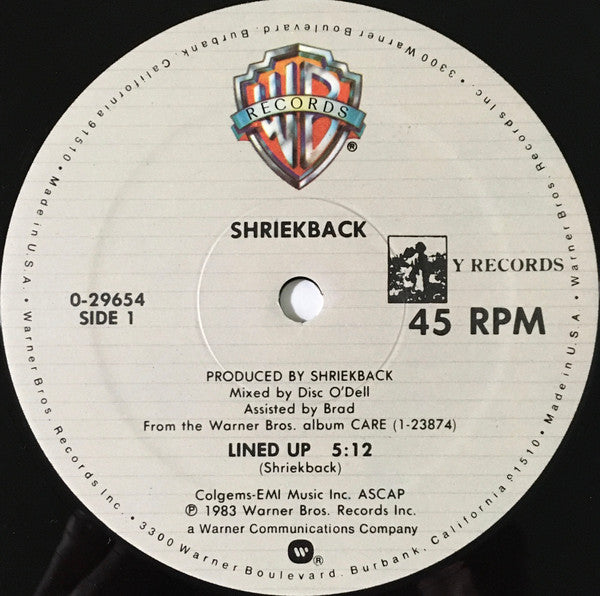 3300 Warner Boulevard, Burbank, California 91510 • Made in U.S.A. • Warner Bros. Records Inc. • 3300 Warner Boulevard, Burbank, California 91510 • Made in U.S.A. • Warner Bros. Records Inc. •
WB
RECORDS
®
SHRIEKBACK
Y RECORDS
0-29654
SIDE 1
45 RPM
PRODUCED BY SHRIEKBACK
Mixed by Disc O'Dell
Assisted by Brad
From the Warner Bros. album CARE (1-23874)
LINED UP 5:12
(Shriekback)
Colgems-EMI Music Inc. ASCAP
℗ 1983 Warner Bros. Records Inc.
a Warner Communications Company
W ®